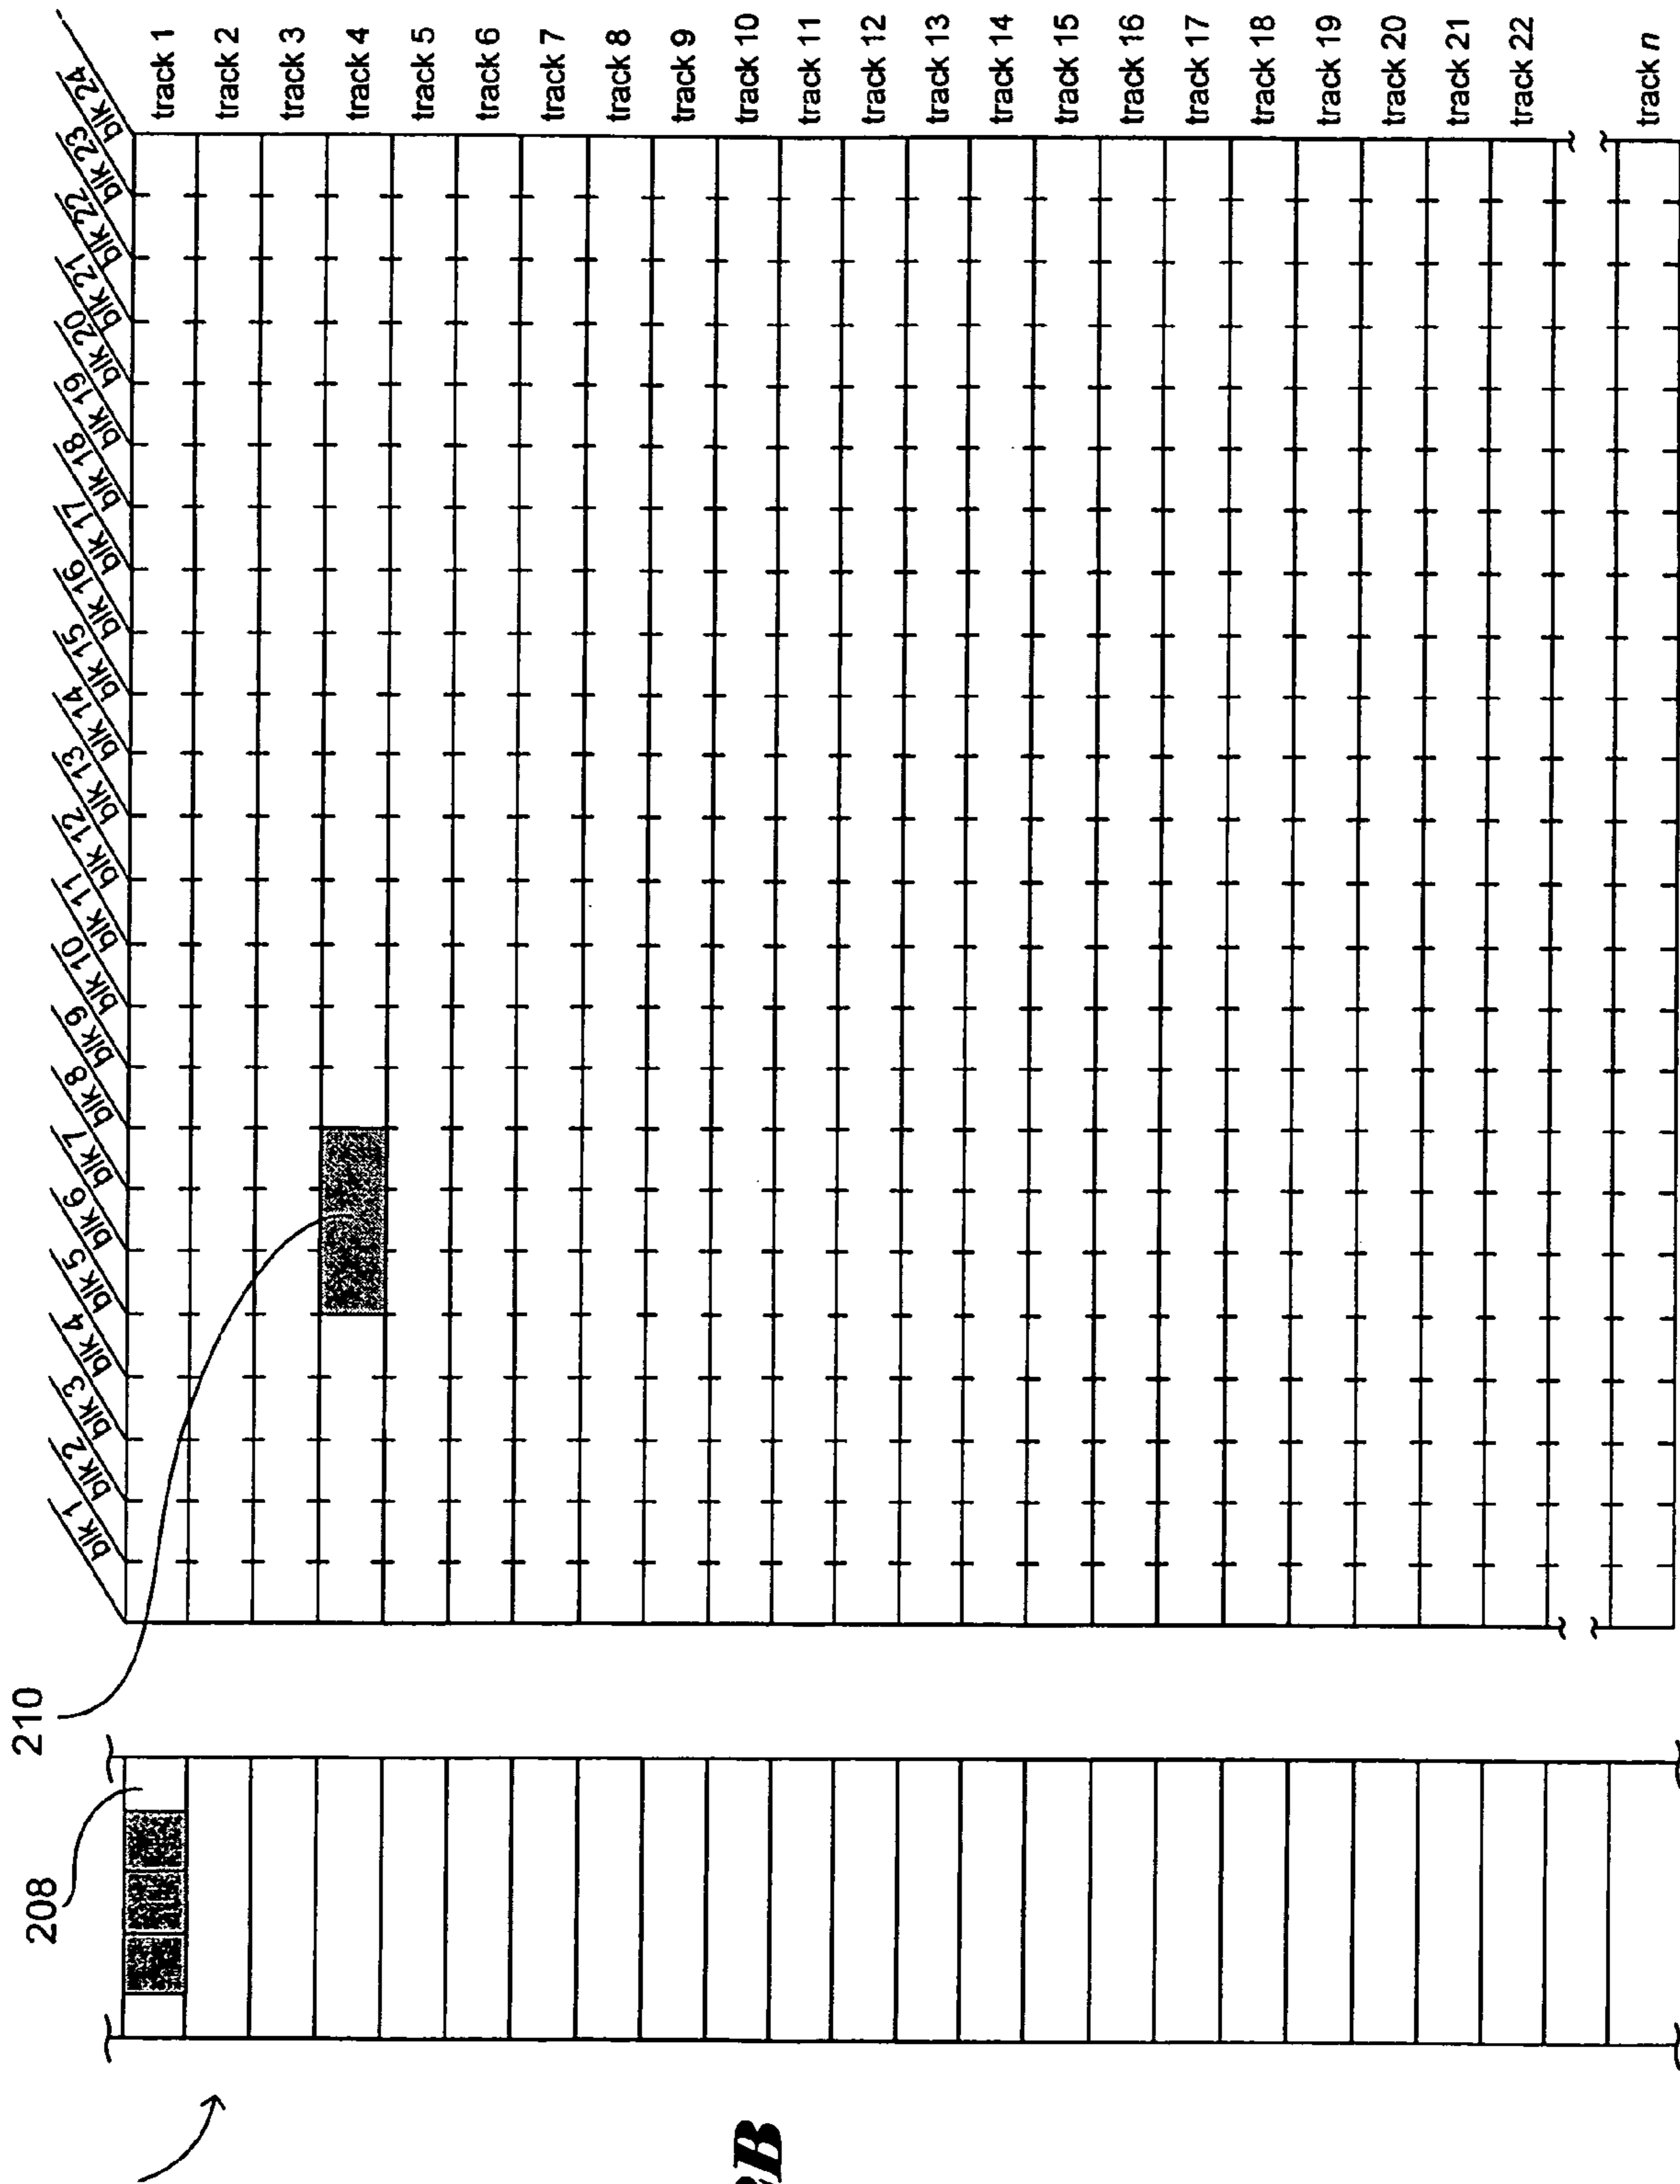 blk 1
blk 2
blk 3
blk 4
blk 5
blk 6
blk 7
blk 8
blk 9
blk 10
blk 11
blk 12
blk 13
blk 14
blk 15
blk 16
blk 17
blk 18
blk 19
blk 20
blk 21
blk 22
blk 23
blk 24
track 1
track 2
track 3
track 4
track 5
track 6
track 7
track 8
track 9
track 10
track 11
track 12
track 13
track 14
track 15
track 16
track 17
track 18
track 19
track 20
track 21
track 22
track n
210
208